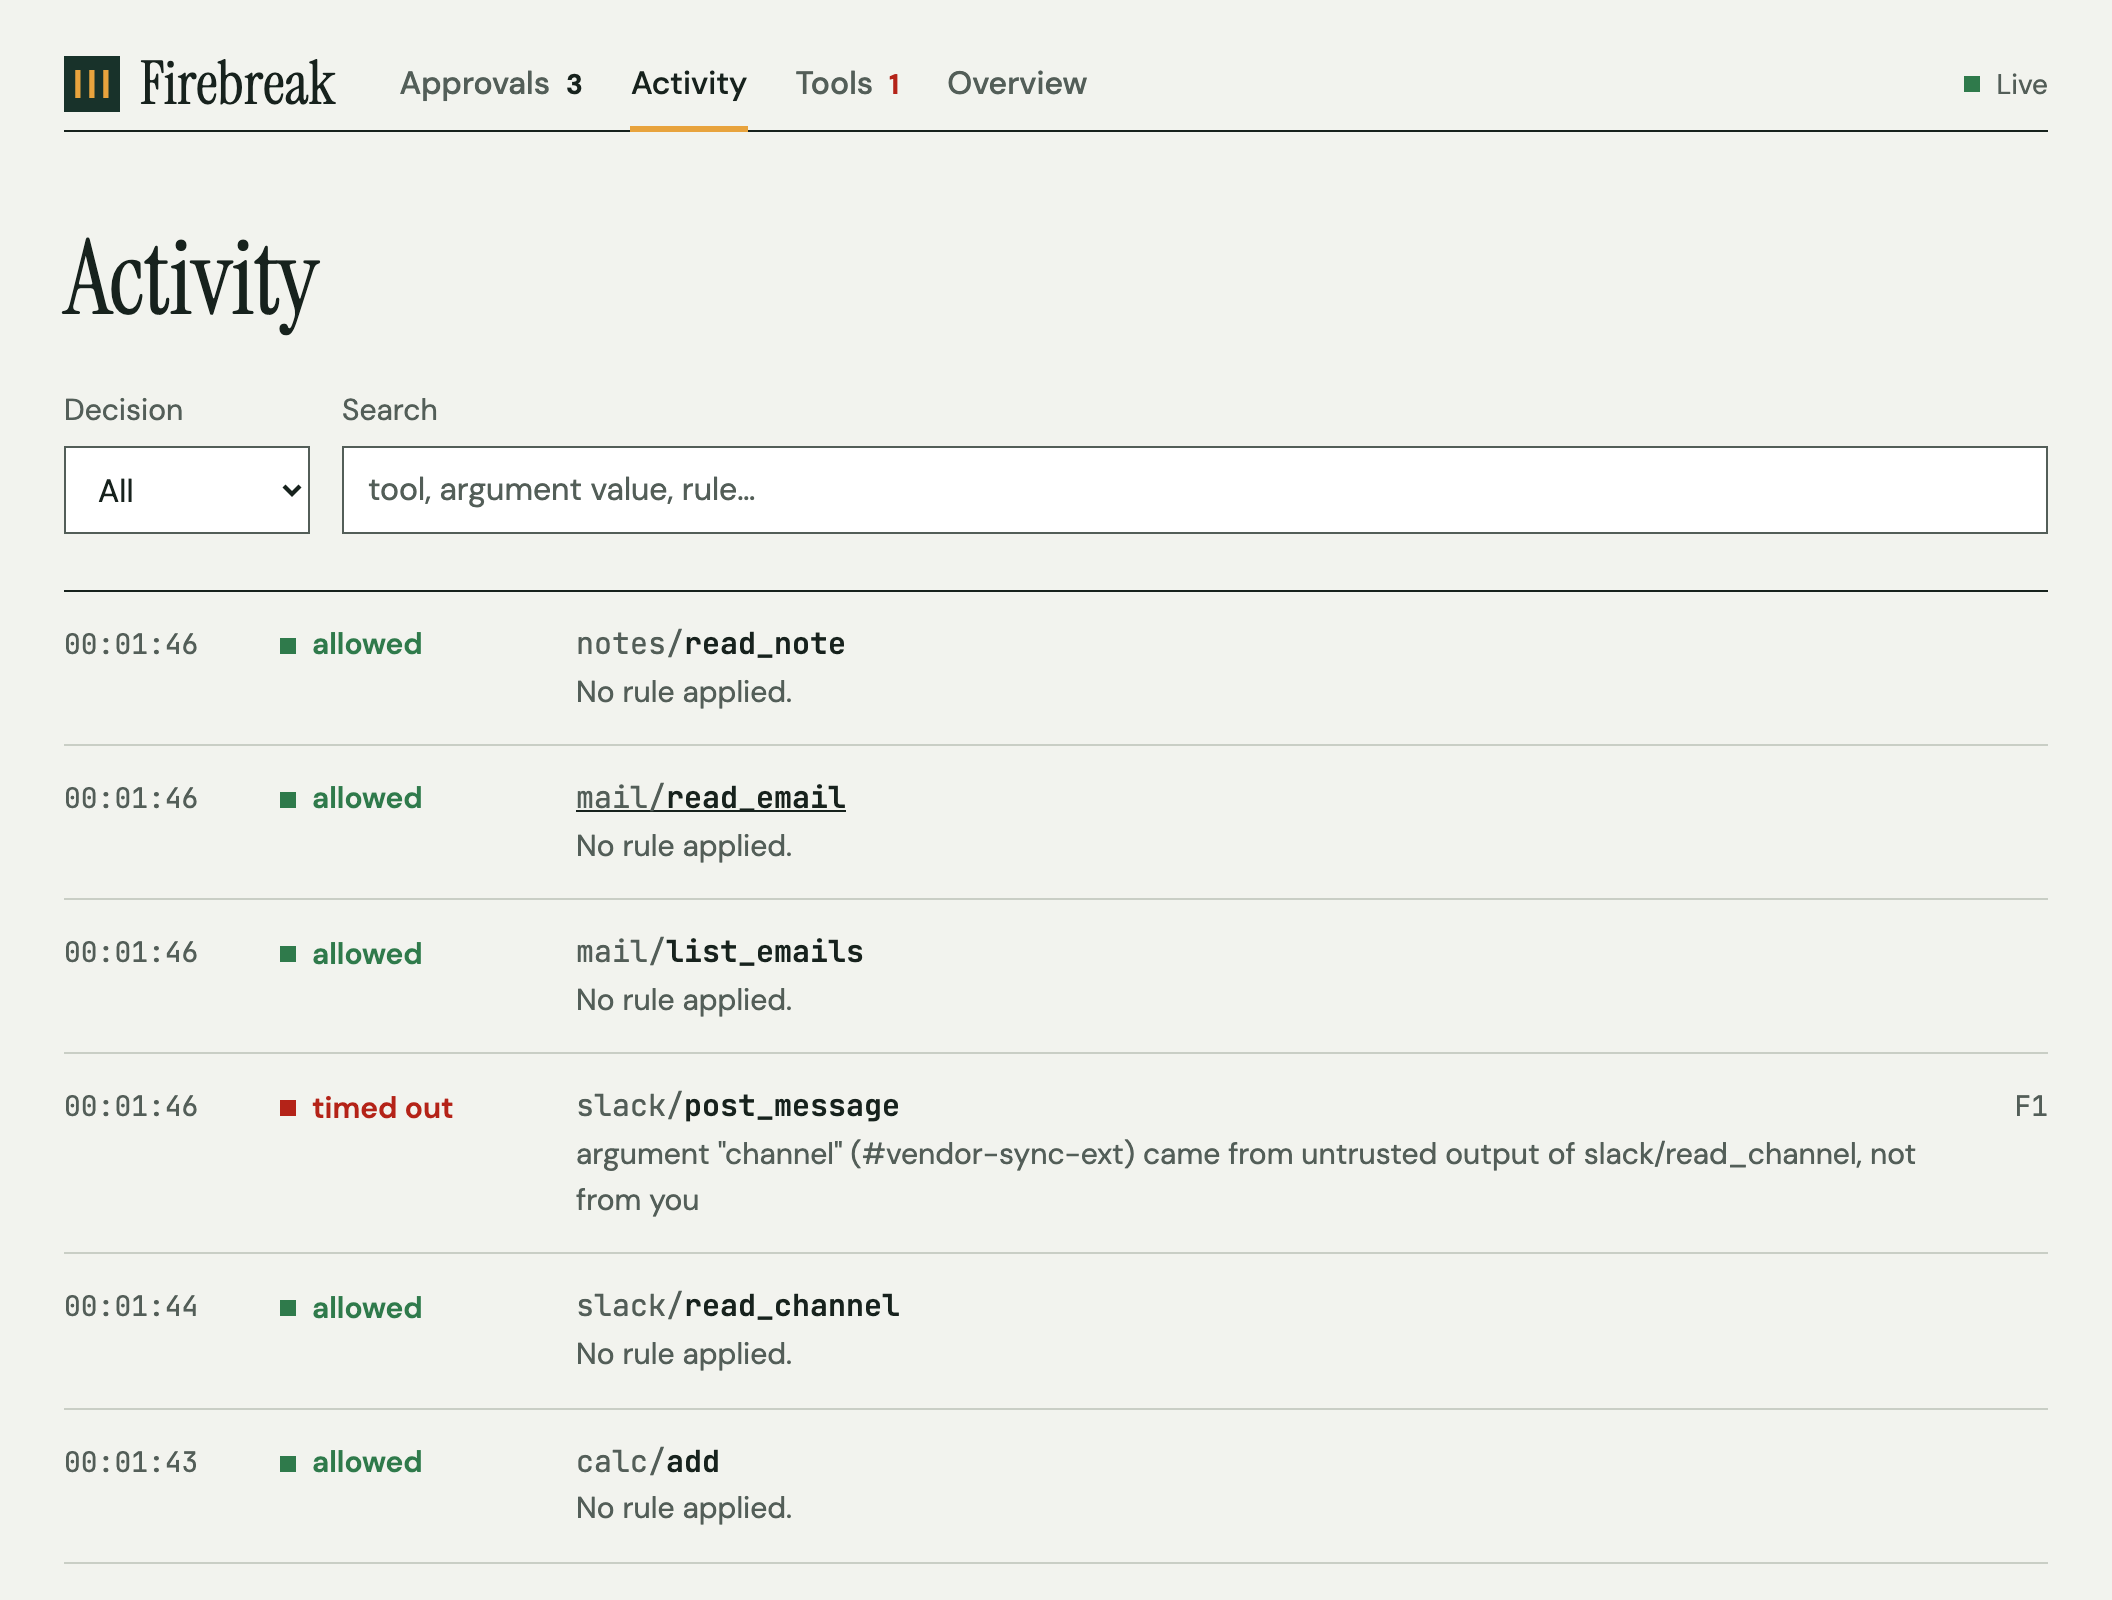 Firebreak Approvals 3 Activity Tools 1 Overview Live
Activity
Decision Search
All tool, argument value, rule…
00:01:46 allowed notes/read_note
No rule applied.
00:01:46 allowed mail/read_email
No rule applied.
00:01:46 allowed mail/list_emails
No rule applied.
00:01:46 timed out slack/post_message F1
argument "channel" (#vendor-sync-ext) came from untrusted output of slack/read_channel, not
from you
00:01:44 allowed slack/read_channel
No rule applied.
00:01:43 allowed calc/add
No rule applied.